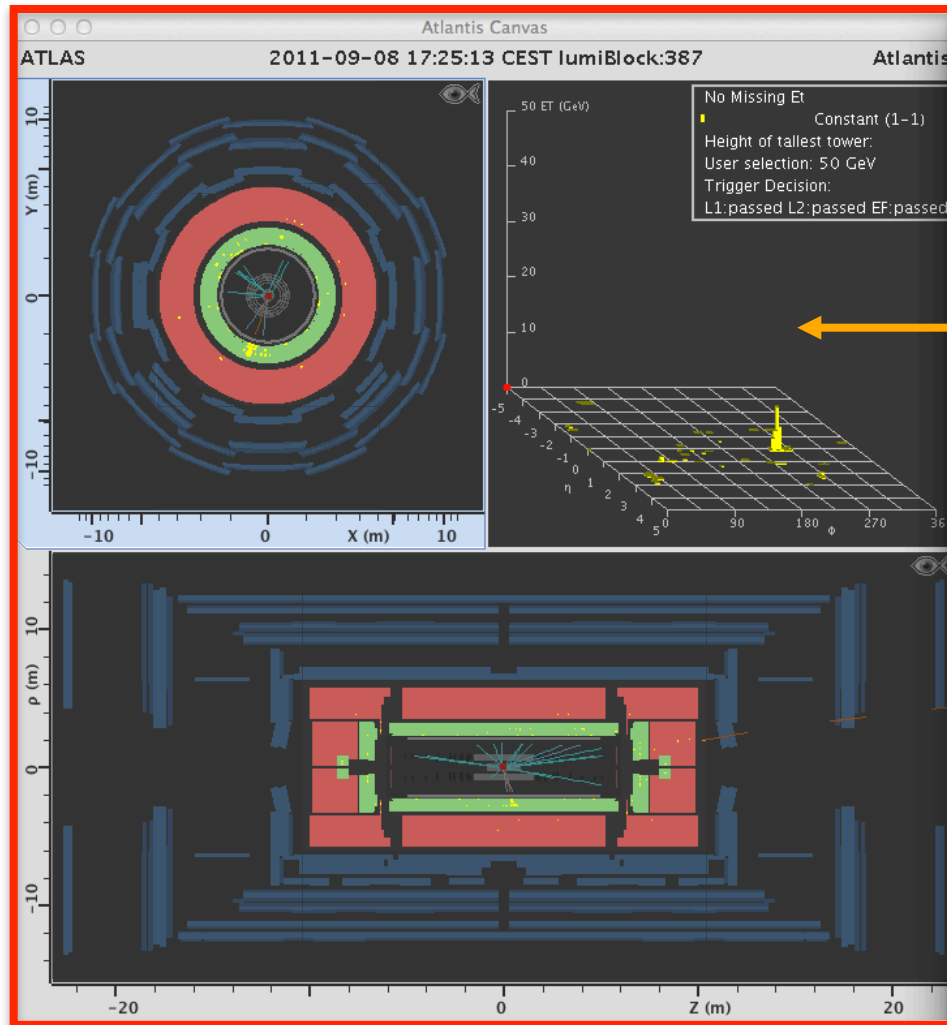 Atlantis Canvas
ATLAS 2011-09-08 17:25:13 CEST lumiBlock:387 Atlantis
10
0
-10
Y (m)
-10 0 X (m) 10
50 ET (GeV)
40
30
20
10
0
No Missing Et
Constant (1-1)
Height of tallest tower:
User selection: 50 GeV
Trigger Decision:
L1:passed L2:passed EF:passed
-5
-4
-3
-2
-1
0
1
2
3
4
5
η
0 90 180 270 36
Φ
10
0
-10
ρ (m)
-20 0 Z (m) 20